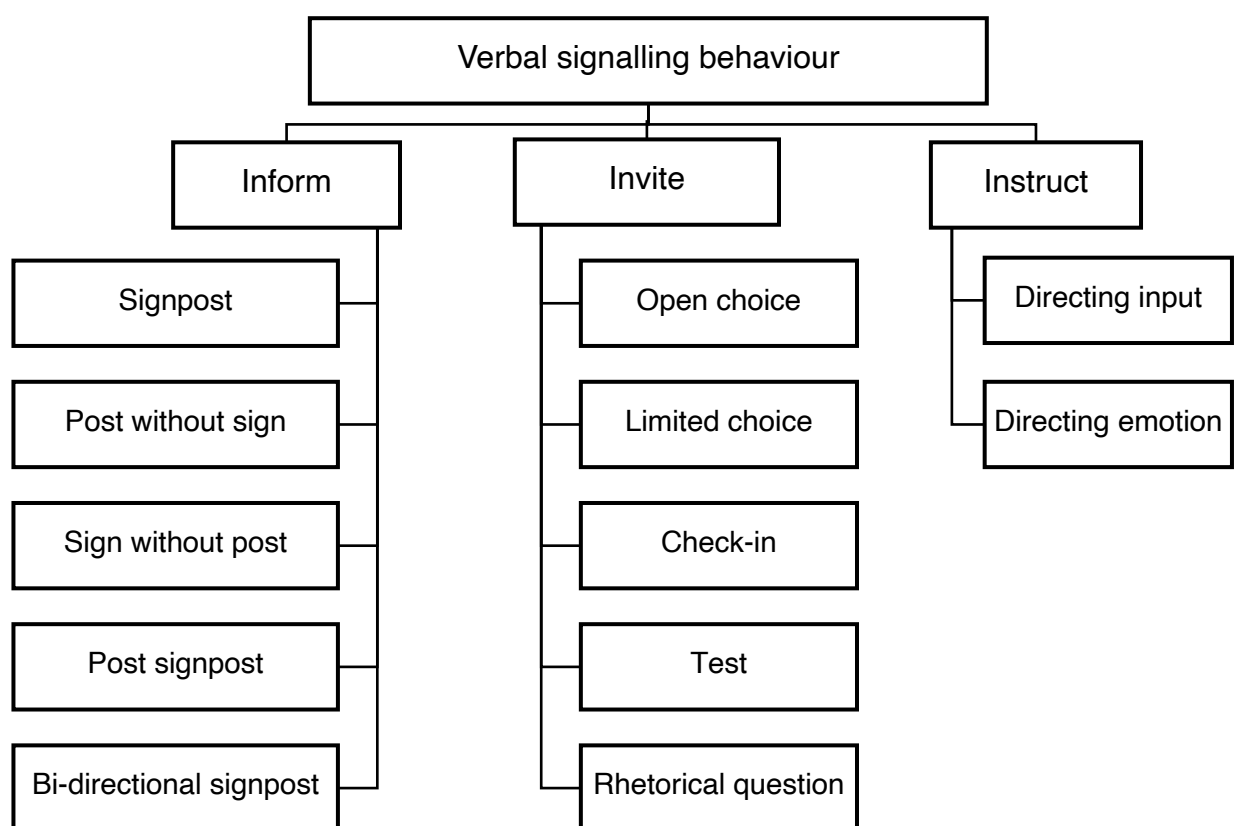 Verbal signalling behaviour
Inform
Invite
Instruct
Signpost
Post without sign
Sign without post
Post signpost
Bi-directional signpost
Open choice
Limited choice
Check-in
Test
Rhetorical question
Directing input
Directing emotion